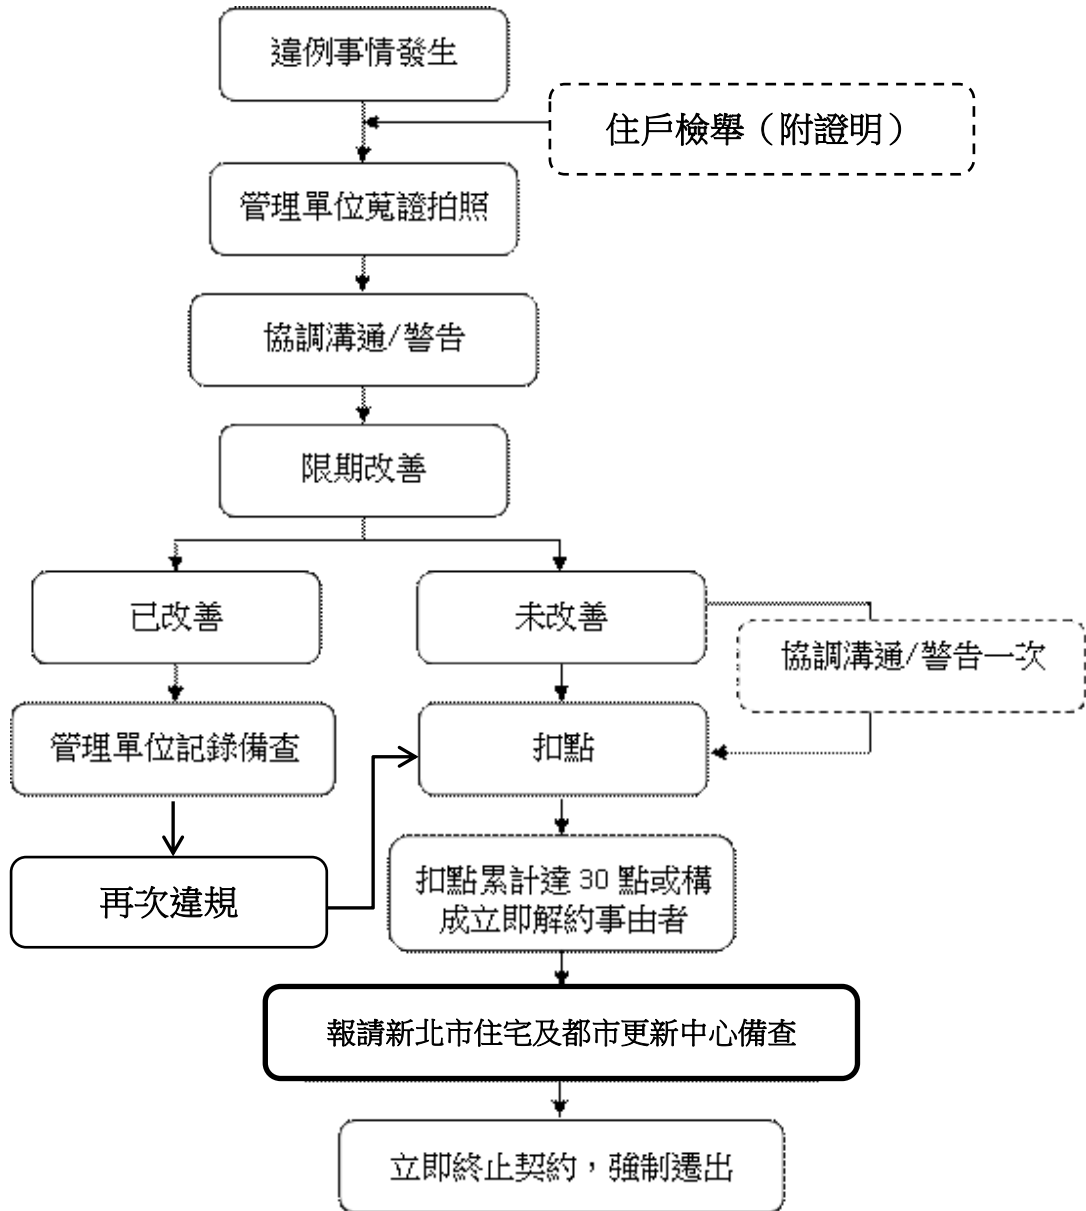 違例事情發生
住戶檢舉（附證明）
管理單位蒐證拍照
協調溝通/警告
限期改善
已改善
未改善
協調溝通/警告一次
管理單位記錄備查
扣點
再次違規
扣點累計達 30 點或構
成立即解約事由者
報請新北市住宅及都市更新中心備查
立即終止契約，強制遷出